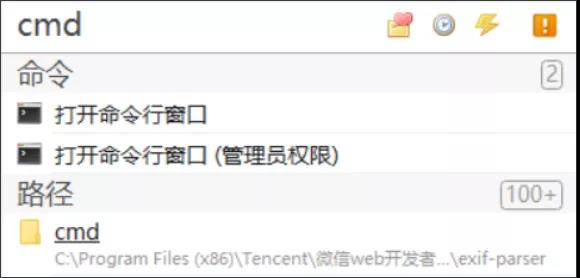 cmd
命令
2
打开命令行窗口
打开命令行窗口 (管理员权限)
路径
100+
cmd
C:\Program Files (x86)\Tencent\微信web开发者...\exif-parser